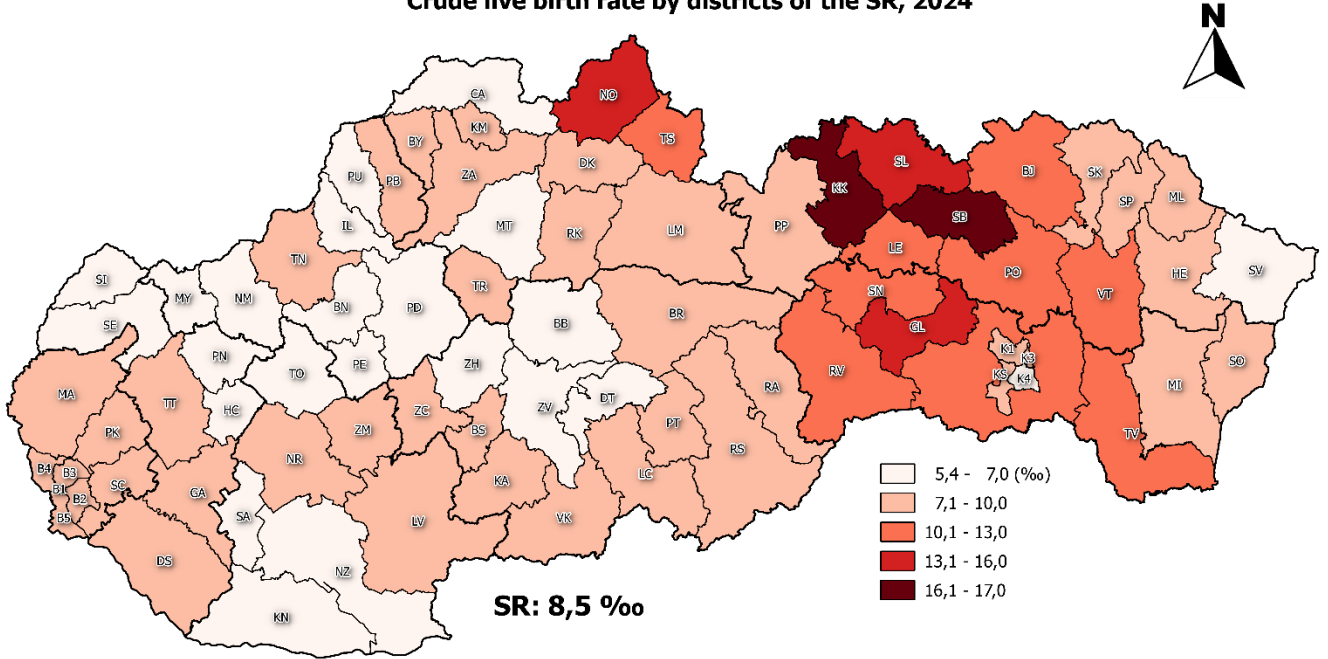 Crude live birth rate by districts of the SR, 2024
N
CA
NO
KM
BY
TS
DK
ZA
PU
PB
IL
MT
RK
LM
PP
KK
SL
SB
BJ
SK
SP
ML
LE
PO
VT
HE
SV
TN
SI
MY
NM
BN
PD
TR
SE
BB
BR
SN
GL
RV
K1
K3
KS
K4
SO
MI
PN
TO
PE
ZH
MA
TT
HC
ZC
ZV
DT
RA
PK
ZM
BS
PT
RS
TV
B4
B3
B1
B2
B5
SC
CA
NR
KA
LC
SA
LV
VK
DS
NZ
KN
5,4 - 7,0 (‰)
7,1 - 10,0
10,1 - 13,0
13,1 - 16,0
16,1 - 17,0
SR: 8,5 ‰